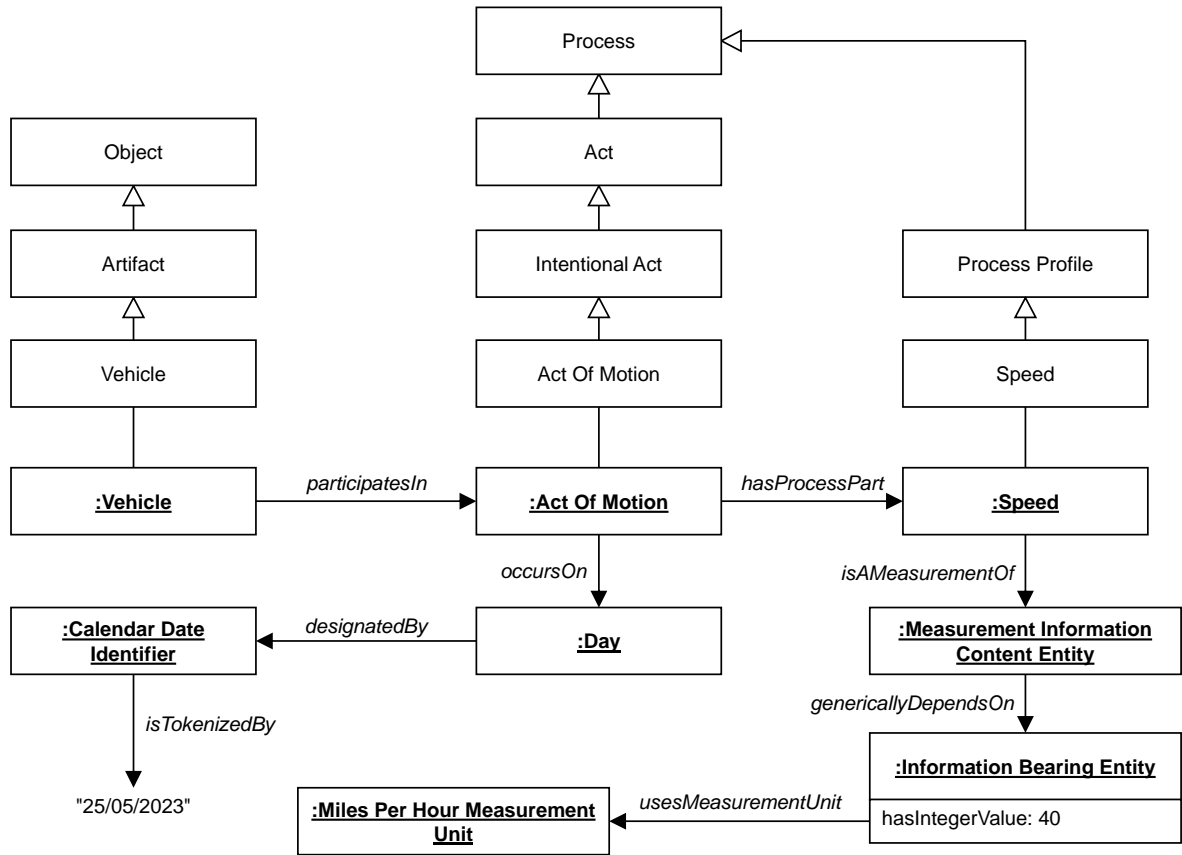 Process
Object
Act
Artifact
Intentional Act
Process Profile
Vehicle
Act Of Motion
Speed
:Vehicle
participatesIn
:Act Of Motion
hasProcessPart
:Speed
occursOn
isAMeasurementOf
:Calendar Date
Identifier
designatedBy
:Day
:Measurement Information
Content Entity
isTokenizedBy
genericallyDependsOn
"25/05/2023"
:Miles Per Hour Measurement
Unit
usesMeasurementUnit
:Information Bearing Entity
hasIntegerValue: 40